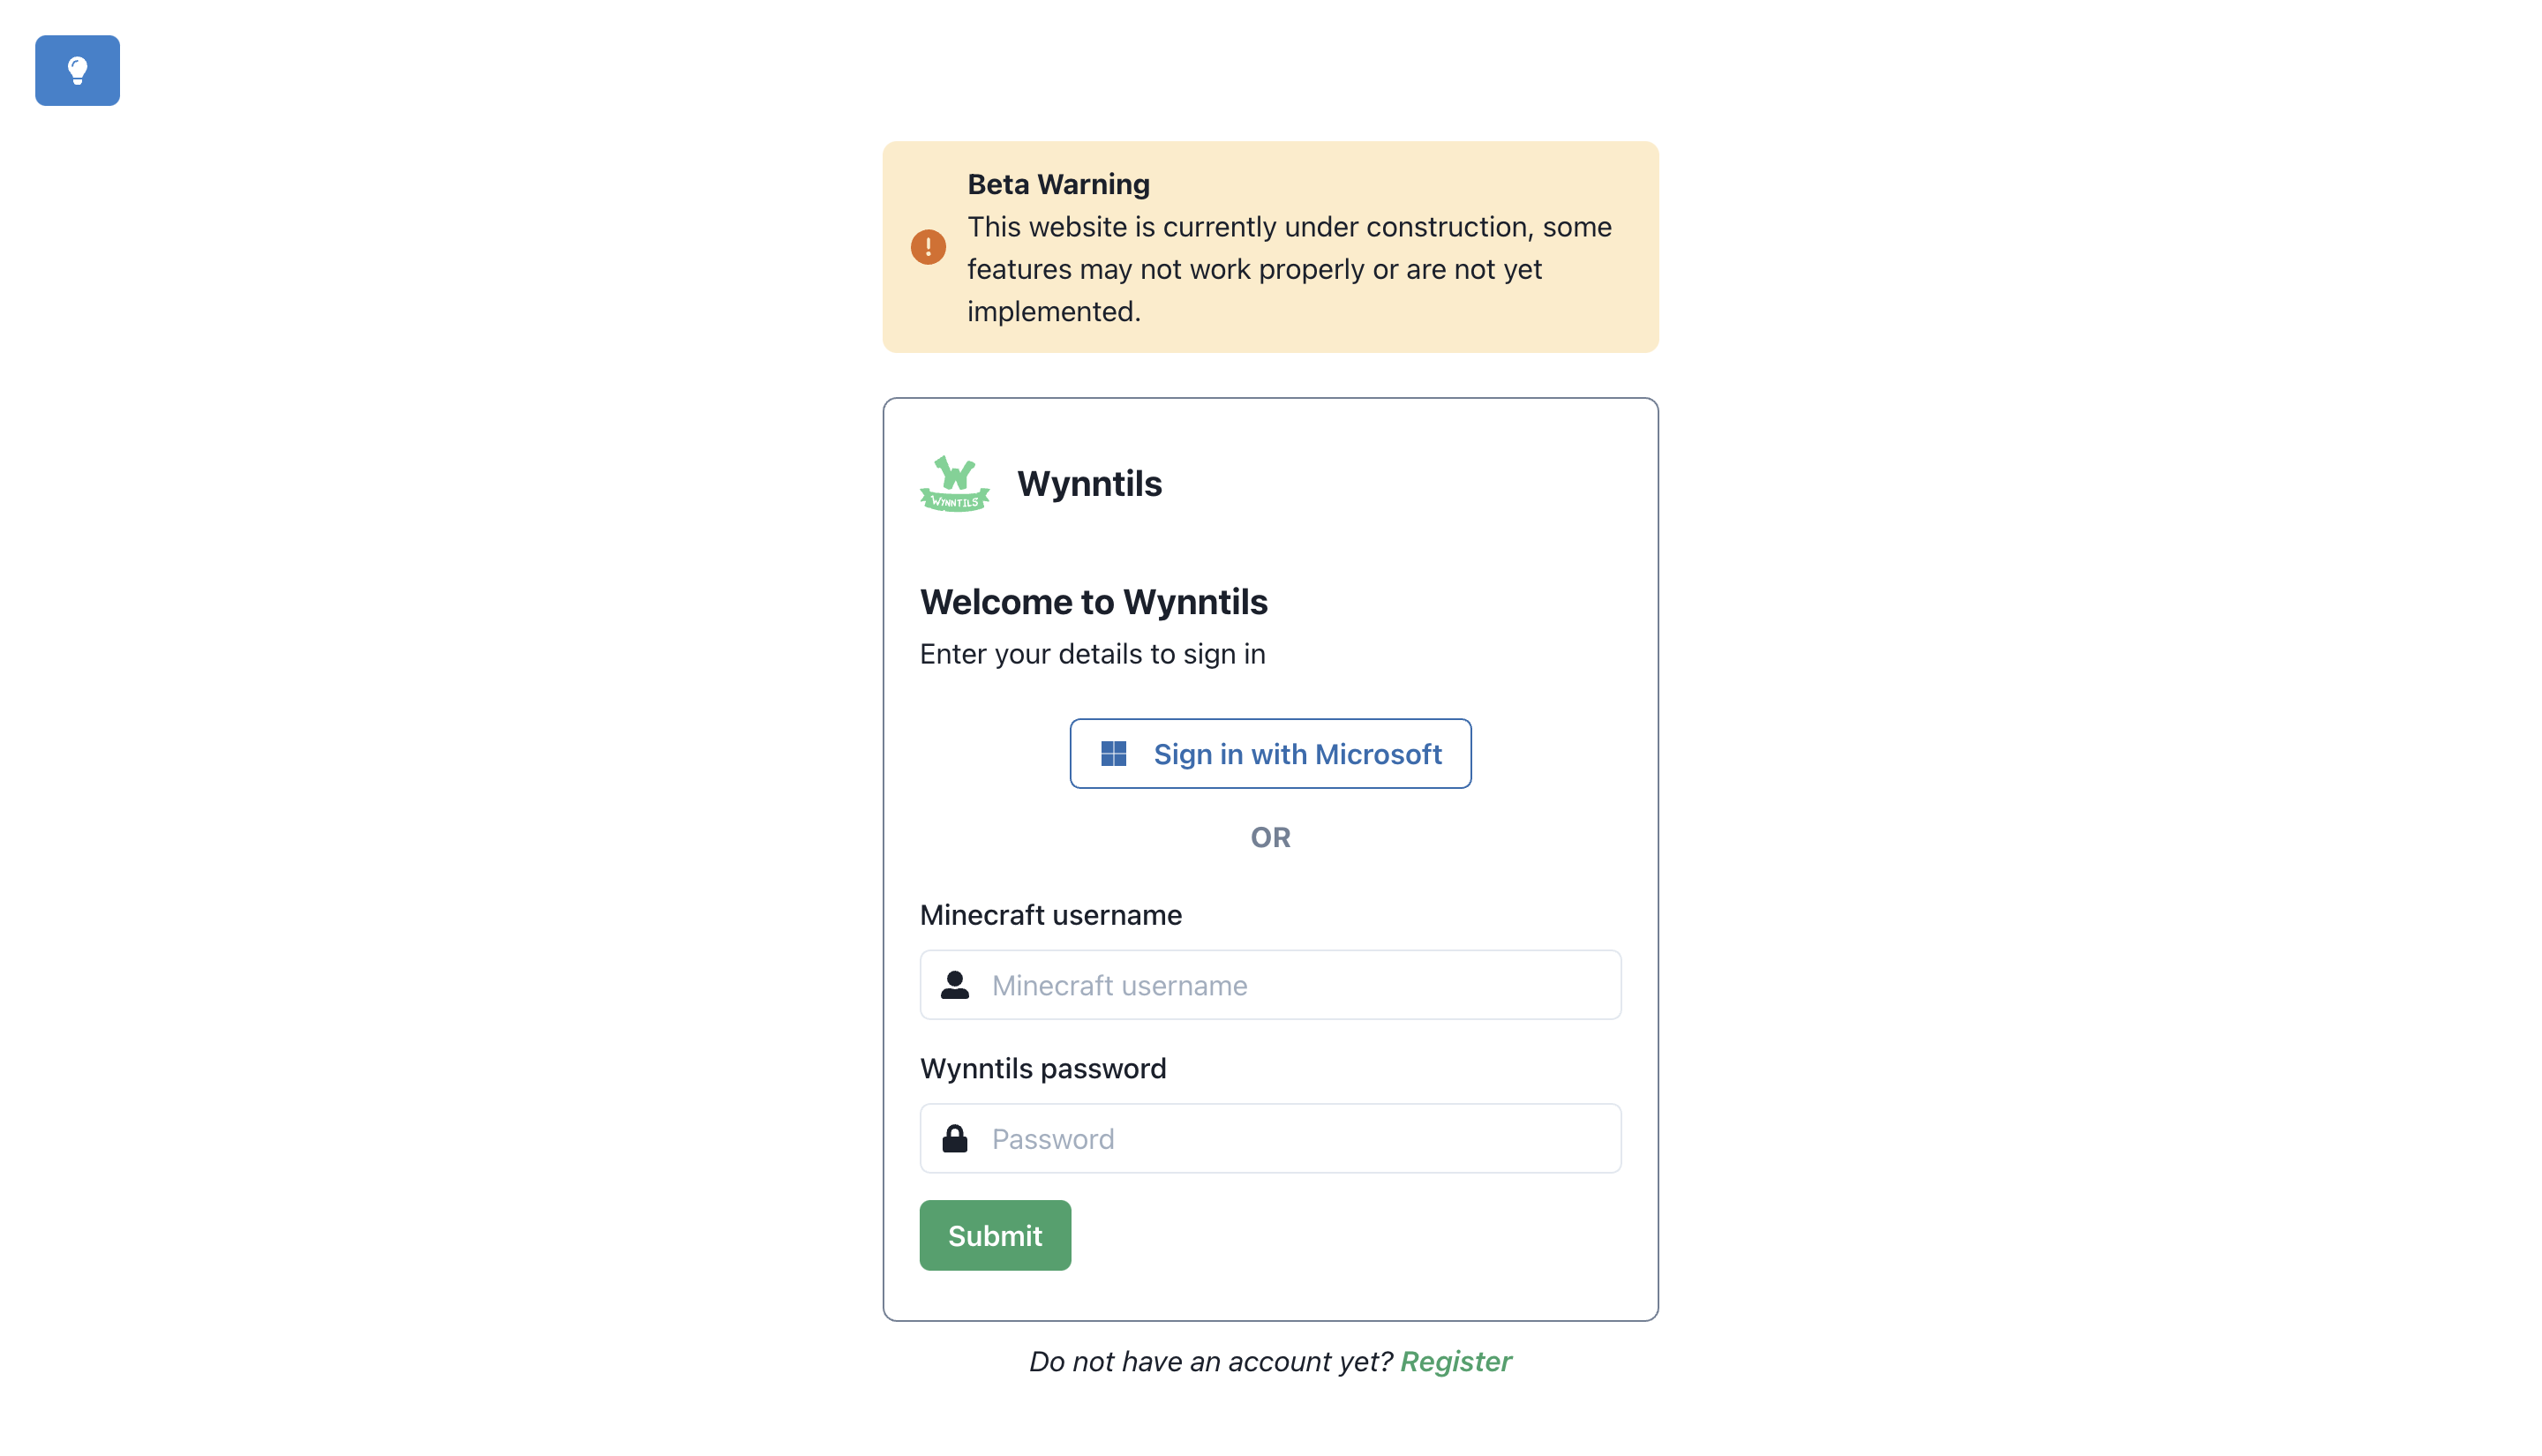 Beta Warning
This website is currently under construction, some
features may not work properly or are not yet
implemented.
WYNNTILS
Wynntils
Welcome to Wynntils
Enter your details to sign in
Sign in with Microsoft
OR
Minecraft username
Minecraft username
Wynntils password
Password
Submit
Do not have an account yet? Register